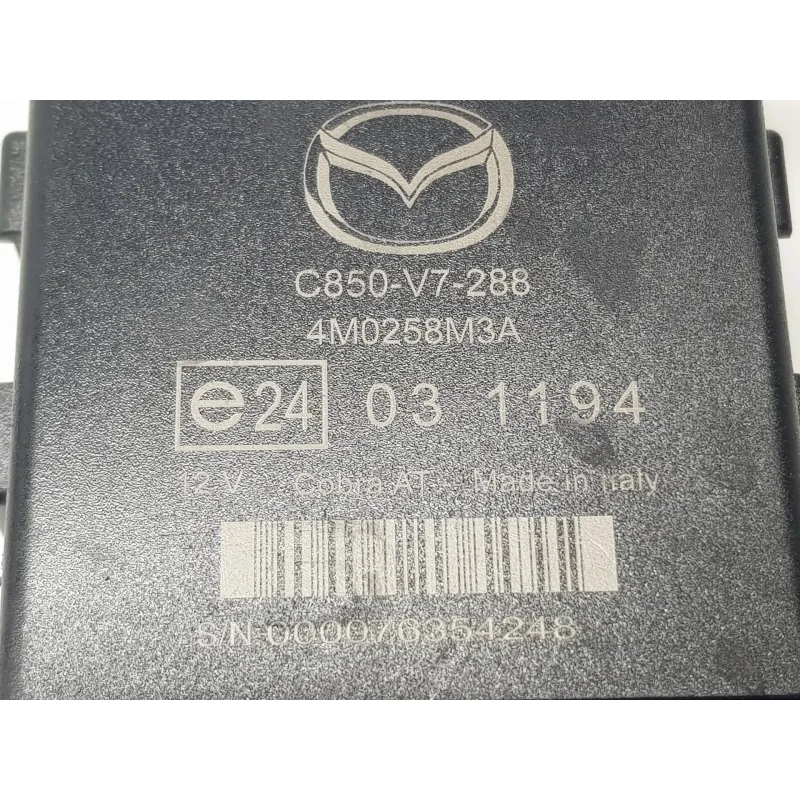 C850-V7-288
4M0258M3A
e24 03 1194
12 V Cobra AT Made in Italy
S/N 000076354248